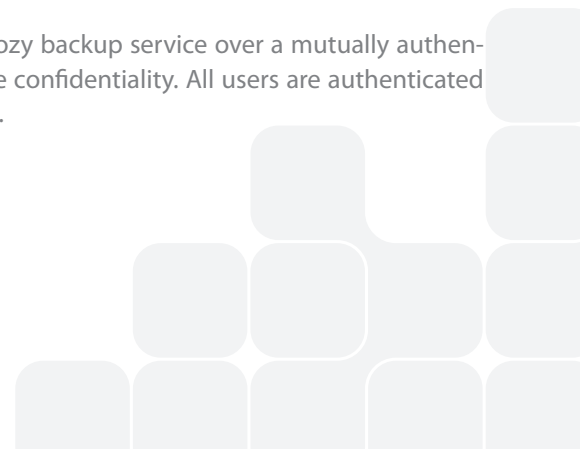 ozy backup service over a mutually authen-
e confidentiality. All users are authenticated
.